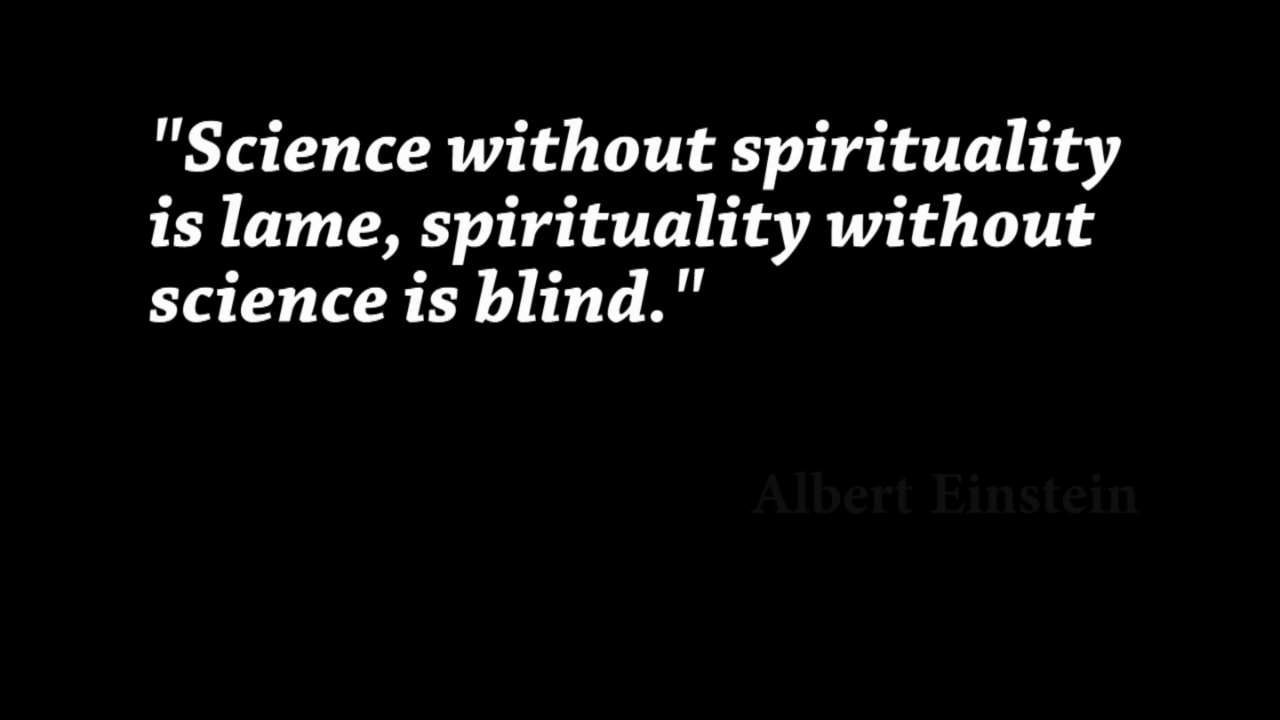 "Science without spirituality
is lame, spirituality without
science is blind."
Albert Einstein